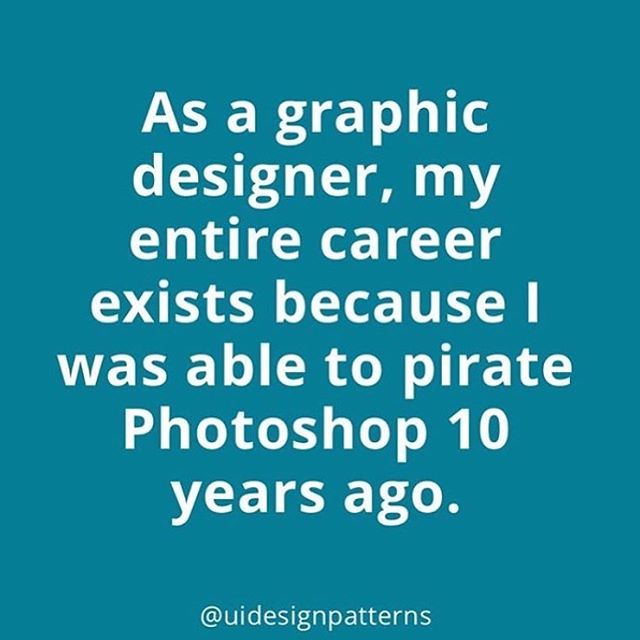 As a graphic
designer, my
entire career
exists because I
was able to pirate
Photoshop 10
years ago.
@uidesignpatterns